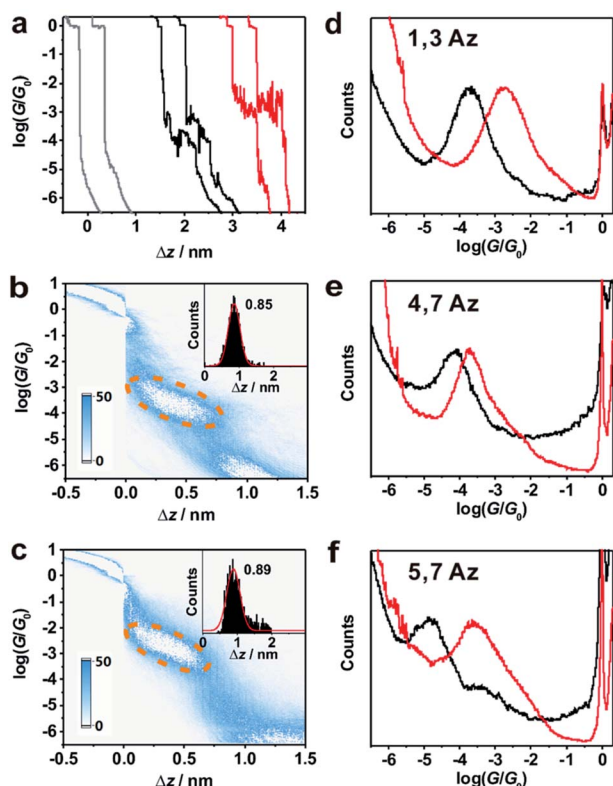 a
log(G/G0)
0
-1
-2
-3
-4
-5
-6
0 1 2 3 4
Δz / nm
b
log(G/G0)
1
0
-1
-2
-3
-4
-5
-6
50
0
Counts
0.85
0 1 2
Δz / nm
-0.5 0.0 0.5 1.0 1.5
Δz / nm
c
log(G/G0)
1
0
-1
-2
-3
-4
-5
-6
50
0
Counts
0.89
0 1 2
Δz / nm
-0.5 0.0 0.5 1.0 1.5
Δz / nm
d
1,3 Az
Counts
-6 -5 -4 -3 -2 -1 0
log(G/G0)
e
4,7 Az
Counts
-6 -5 -4 -3 -2 -1 0
log(G/G0)
f
5,7 Az
Counts
-6 -5 -4 -3 -2 -1 0
log(G/G0)